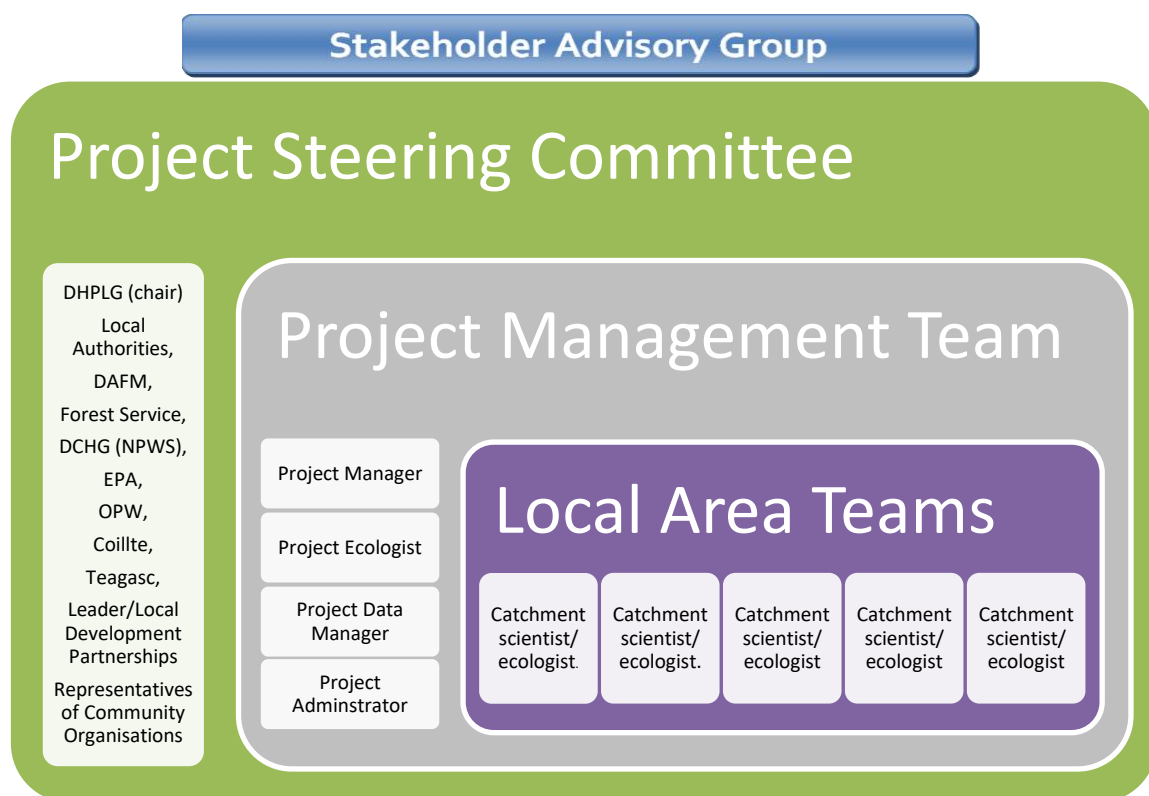 Stakeholder Advisory Group
Project Steering Committee
DHPLG (chair)
Local
Authorities,
DAFM,
Forest Service,
DCHG (NPWS),
EPA,
OPW,
Coillte,
Teagasc,
Leader/Local
Development
Partnerships
Representatives
of Community
Organisations
Project Management Team
Project Manager
Project Ecologist
Project Data
Manager
Project
Adminstrator
Local Area Teams
Catchment
scientist/
ecologist.
Catchment
scientist/
ecologist.
Catchment
scientist/
ecologist
Catchment
scientist/
ecologist
Catchment
scientist/
ecologist